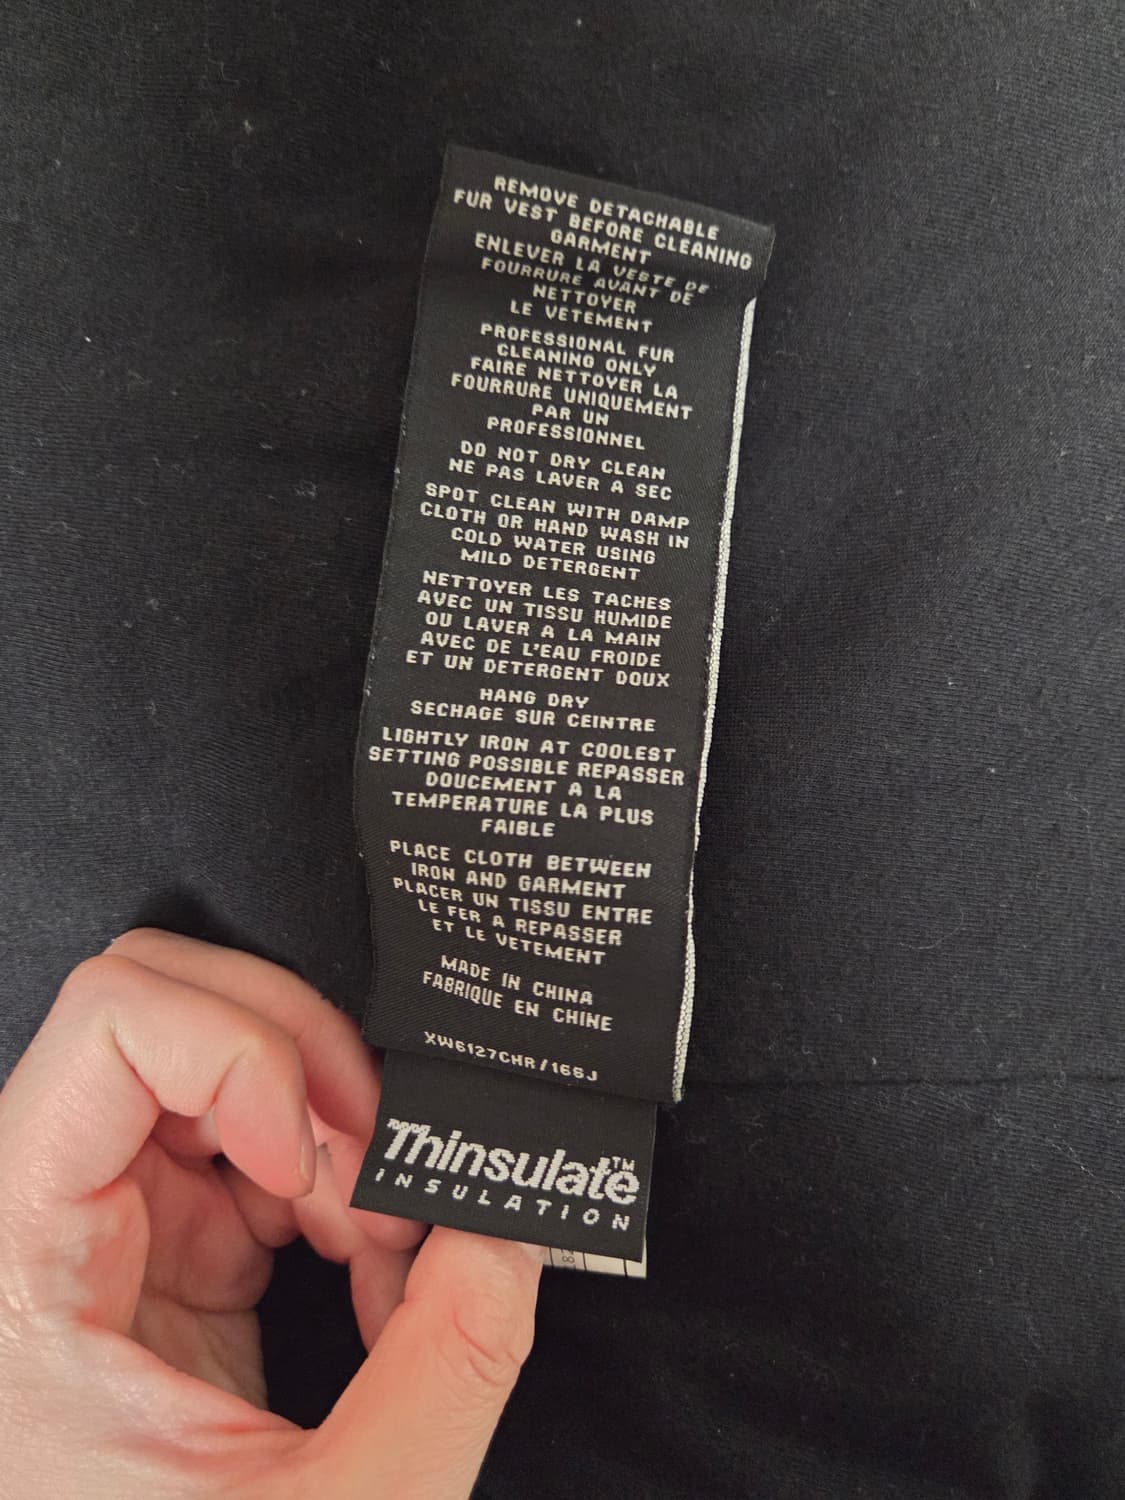 REMOVE DETACHABLE
FUR VEST BEFORE CLEANING
GARMENT
ENLEVER LA VESTE DE
FOURRURE AVANT DE
NETTOYER
LE VETEMENT
PROFESSIONAL FUR
CLEANING ONLY
FAIRE NETTOYER LA
FOURRURE UNIQUEMENT
PAR UN
PROFESSIONNEL
DO NOT DRY CLEAN
NE PAS LAVER A SEC
SPOT CLEAN WITH DAMP
CLOTH OR HAND WASH IN
COLD WATER USING
MILD DETERGENT
NETTOYER LES TACHES
AVEC UN TISSU HUMIDE
OU LAVER A LA MAIN
AVEC DE L'EAU FROIDE
ET UN DETERGENT DOUX
HANG DRY
SECHAGE SUR CEINTRE
LIGHTLY IRON AT COOLEST
SETTING POSSIBLE REPASSER
DOUCEMENT A LA
TEMPERATURE LA PLUS
FAIBLE
PLACE CLOTH BETWEEN
IRON AND GARMENT
PLACER UN TISSU ENTRE
LE FER A REPASSER
ET LE VETEMENT
MADE IN CHINA
FABRIQUE EN CHINE
XW6127CHR/166J
Thinsulate™
INSULATION